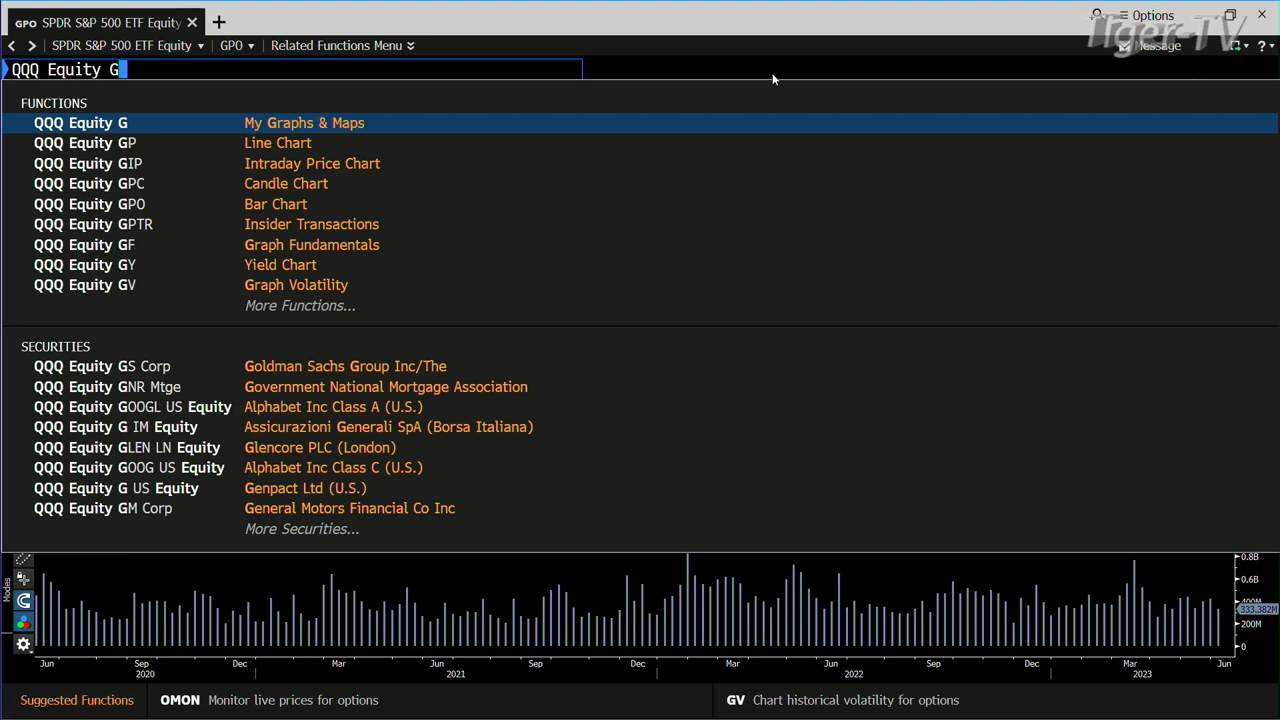 GPO SPDR S&P 500 ETF Equity
Options
Tiger-TV
SPDR S&P 500 ETF Equity GPO Related Functions Menu Message ?
QQQ Equity G
FUNCTIONS
QQQ Equity G My Graphs & Maps
QQQ Equity GP Line Chart
QQQ Equity GIP Intraday Price Chart
QQQ Equity GPC Candle Chart
QQQ Equity GPO Bar Chart
QQQ Equity GPTR Insider Transactions
QQQ Equity GF Graph Fundamentals
QQQ Equity GY Yield Chart
QQQ Equity GV Graph Volatility
More Functions...
SECURITIES
QQQ Equity GS Corp Goldman Sachs Group Inc/The
QQQ Equity GNR Mtge Government National Mortgage Association
QQQ Equity GOOGL US Equity Alphabet Inc Class A (U.S.)
QQQ Equity G IM Equity Assicurazioni Generali SpA (Borsa Italiana)
QQQ Equity GLEN LN Equity Glencore PLC (London)
QQQ Equity GOOG US Equity Alphabet Inc Class C (U.S.)
QQQ Equity G US Equity Genpact Ltd (U.S.)
QQQ Equity GM Corp General Motors Financial Co Inc
More Securities...
Modes
0.8B
0.6B
400M
333.382M
200M
0
Jun Sep Dec Mar Jun Sep Dec Mar Jun Sep Dec Mar Jun
2020 2021 2022 2023
Suggested Functions OMON Monitor live prices for options GV Chart historical volatility for options